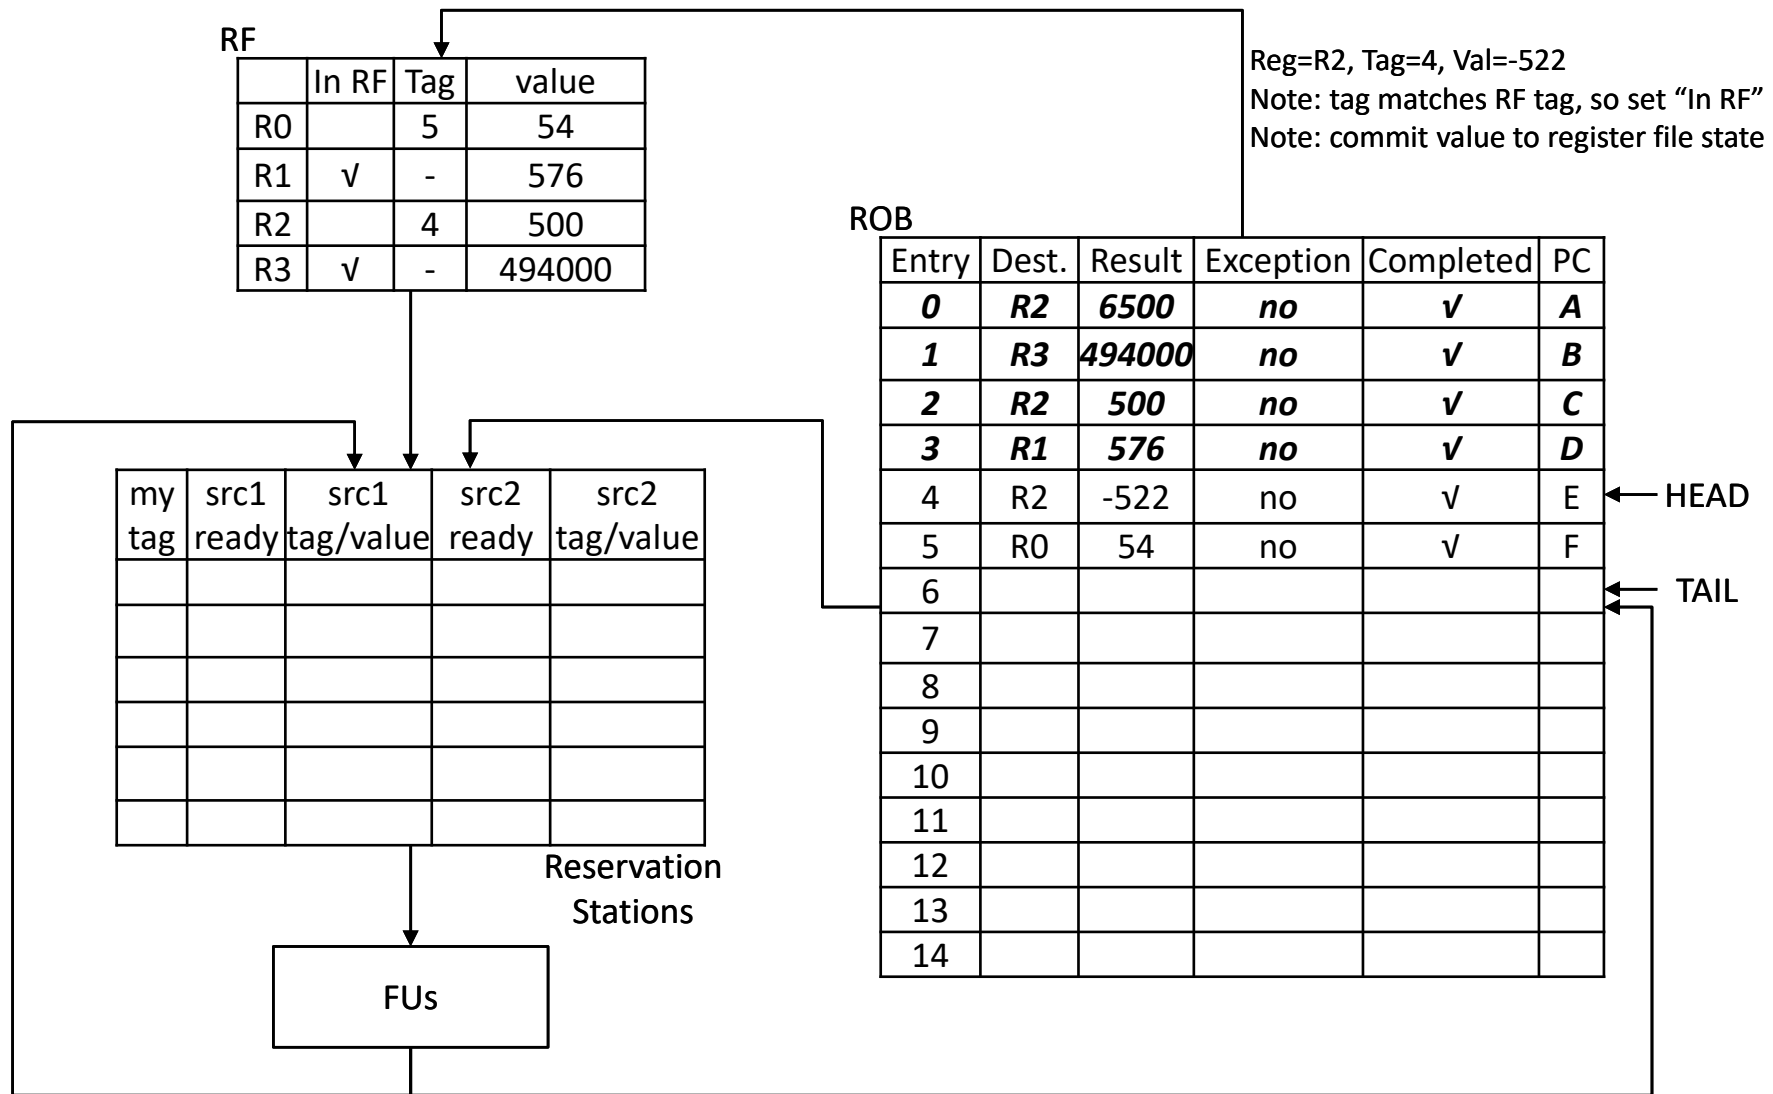 RF
In RF Tag value
R0 5 54
R1 √ - 576
R2 4 500
R3 √ - 494000
Reg=R2, Tag=4, Val=-522
Note: tag matches RF tag, so set “In RF”
Note: commit value to register file state
ROB
Entry Dest. Result Exception Completed PC
0 R2 6500 no √ A
1 R3 494000 no √ B
2 R2 500 no √ C
3 R1 576 no √ D
4 R2 -522 no √ E
HEAD
5 R0 54 no √ F
6
TAIL
7
8
9
10
11
12
13
14
my src1 src1 src2 src2
tag ready tag/value ready tag/value
Reservation
Stations
FUs